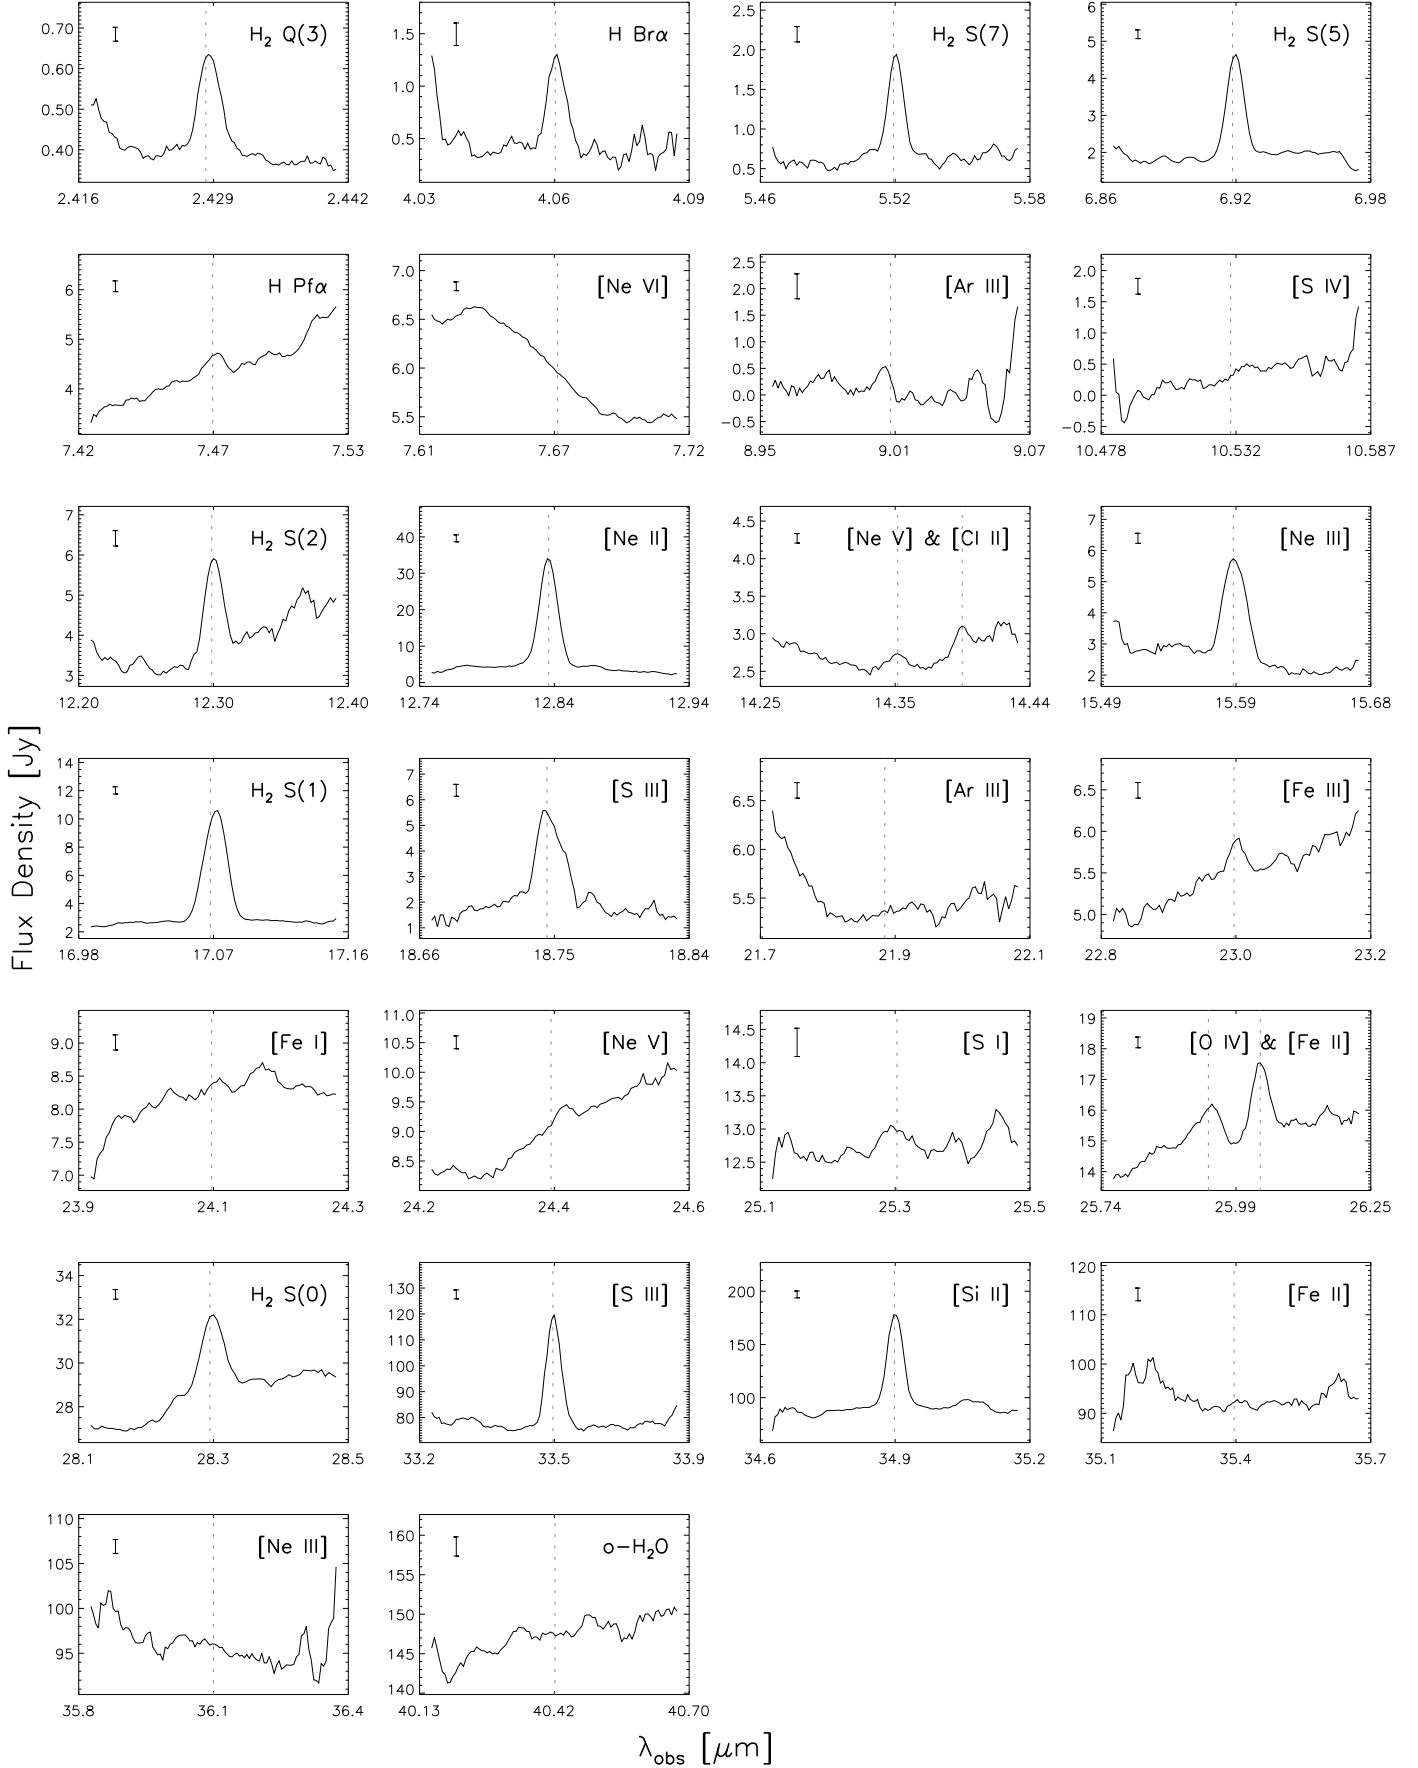 H₂ Q(3)
0.70
0.60
0.50
0.40
2.416 2.429 2.442
H Brα
1.5
1.0
0.5
4.03 4.06 4.09
H₂ S(7)
2.5
2.0
1.5
1.0
0.5
5.46 5.52 5.58
H₂ S(5)
6
5
4
3
2
6.86 6.92 6.98
H Pfα
6
5
4
7.42 7.47 7.53
[Ne VI]
7.0
6.5
6.0
5.5
7.61 7.67 7.72
[Ar III]
2.5
2.0
1.5
1.0
0.5
0.0
−0.5
8.95 9.01 9.07
[S IV]
2.0
1.5
1.0
0.5
0.0
−0.5
10.478 10.532 10.587
H₂ S(2)
7
6
5
4
3
12.20 12.30 12.40
[Ne II]
40
30
20
10
0
12.74 12.84 12.94
[Ne V] & [Cl II]
4.5
4.0
3.5
3.0
2.5
14.25 14.35 14.44
[Ne III]
7
6
5
4
3
2
15.49 15.59 15.68
H₂ S(1)
14
12
10
8
6
4
2
16.98 17.07 17.16
[S III]
7
6
5
4
3
2
1
18.66 18.75 18.84
[Ar III]
6.5
6.0
5.5
21.7 21.9 22.1
[Fe III]
6.5
6.0
5.5
5.0
22.8 23.0 23.2
[Fe I]
9.0
8.5
8.0
7.5
7.0
23.9 24.1 24.3
[Ne V]
11.0
10.5
10.0
9.5
9.0
8.5
24.2 24.4 24.6
[S I]
14.5
14.0
13.5
13.0
12.5
25.1 25.3 25.5
[O IV] & [Fe II]
19
18
17
16
15
14
25.74 25.99 26.25
H₂ S(0)
34
32
31
29
28
28.1 28.3 28.5
[S III]
130
120
110
100
90
80
33.2 33.5 33.9
[Si II]
200
150
100
34.6 34.9 35.2
[Fe II]
120
110
100
90
35.1 35.4 35.7
[Ne III]
110
105
100
95
35.8 36.1 36.4
o−H₂O
160
155
150
145
140
40.13 40.42 40.70
Flux Density [Jy]
λobs [μm]